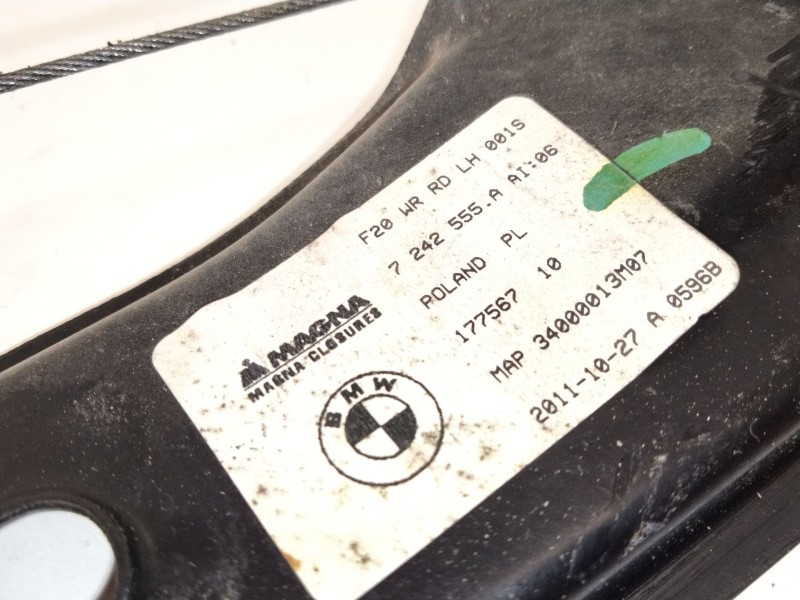 F20 WR RD LH 001S
7 242 555.A AI:06
ROLAND PL
177567 10
MAP 34000013M07
2011-10-27 A 0596B
MAGNA
MAGNA CLOSURES
BMW